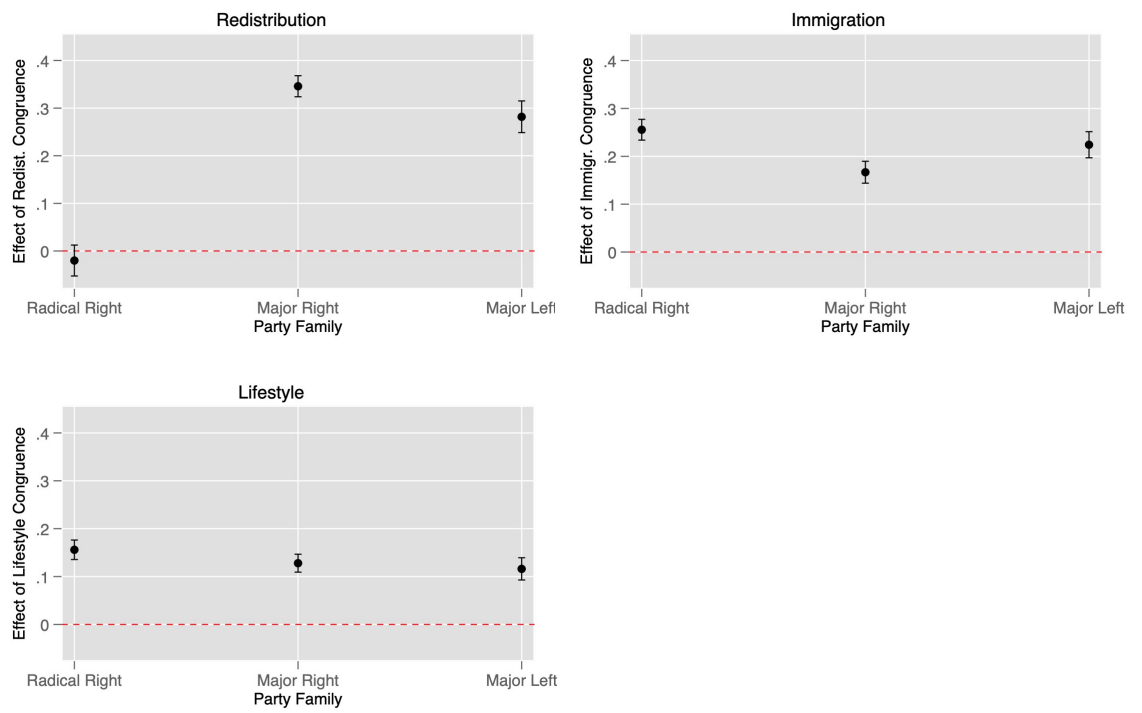 Redistribution
Effect of Redist. Congruence
.4
.3
.2
.1
0
Radical Right Major Right Major Left
Party Family
Immigration
Effect of Immigr. Congruence
.4
.3
.2
.1
0
Radical Right Major Right Major Left
Party Family
Lifestyle
Effect of Lifestyle Congruence
.4
.3
.2
.1
0
Radical Right Major Right Major Left
Party Family